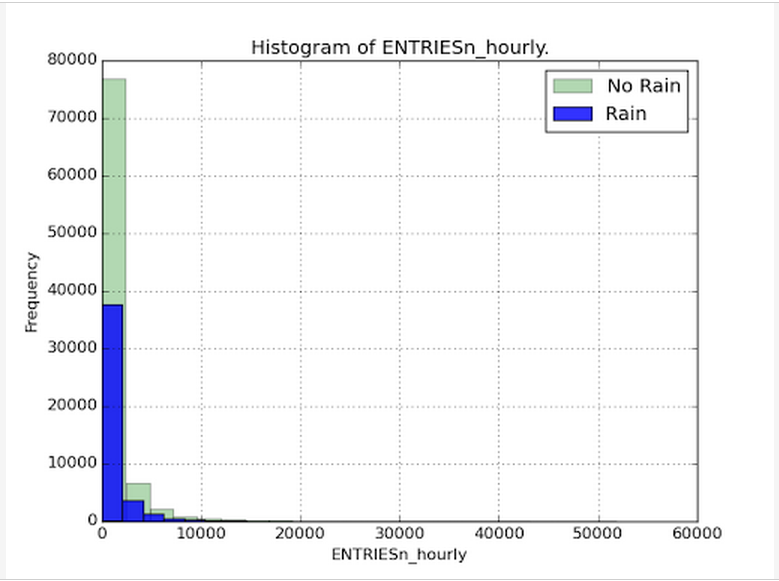 Histogram of ENTRIESn_hourly.
80000
70000
60000
50000
40000
30000
20000
10000
0
Frequency
No Rain
Rain
0 10000 20000 30000 40000 50000 60000
ENTRIESn_hourly